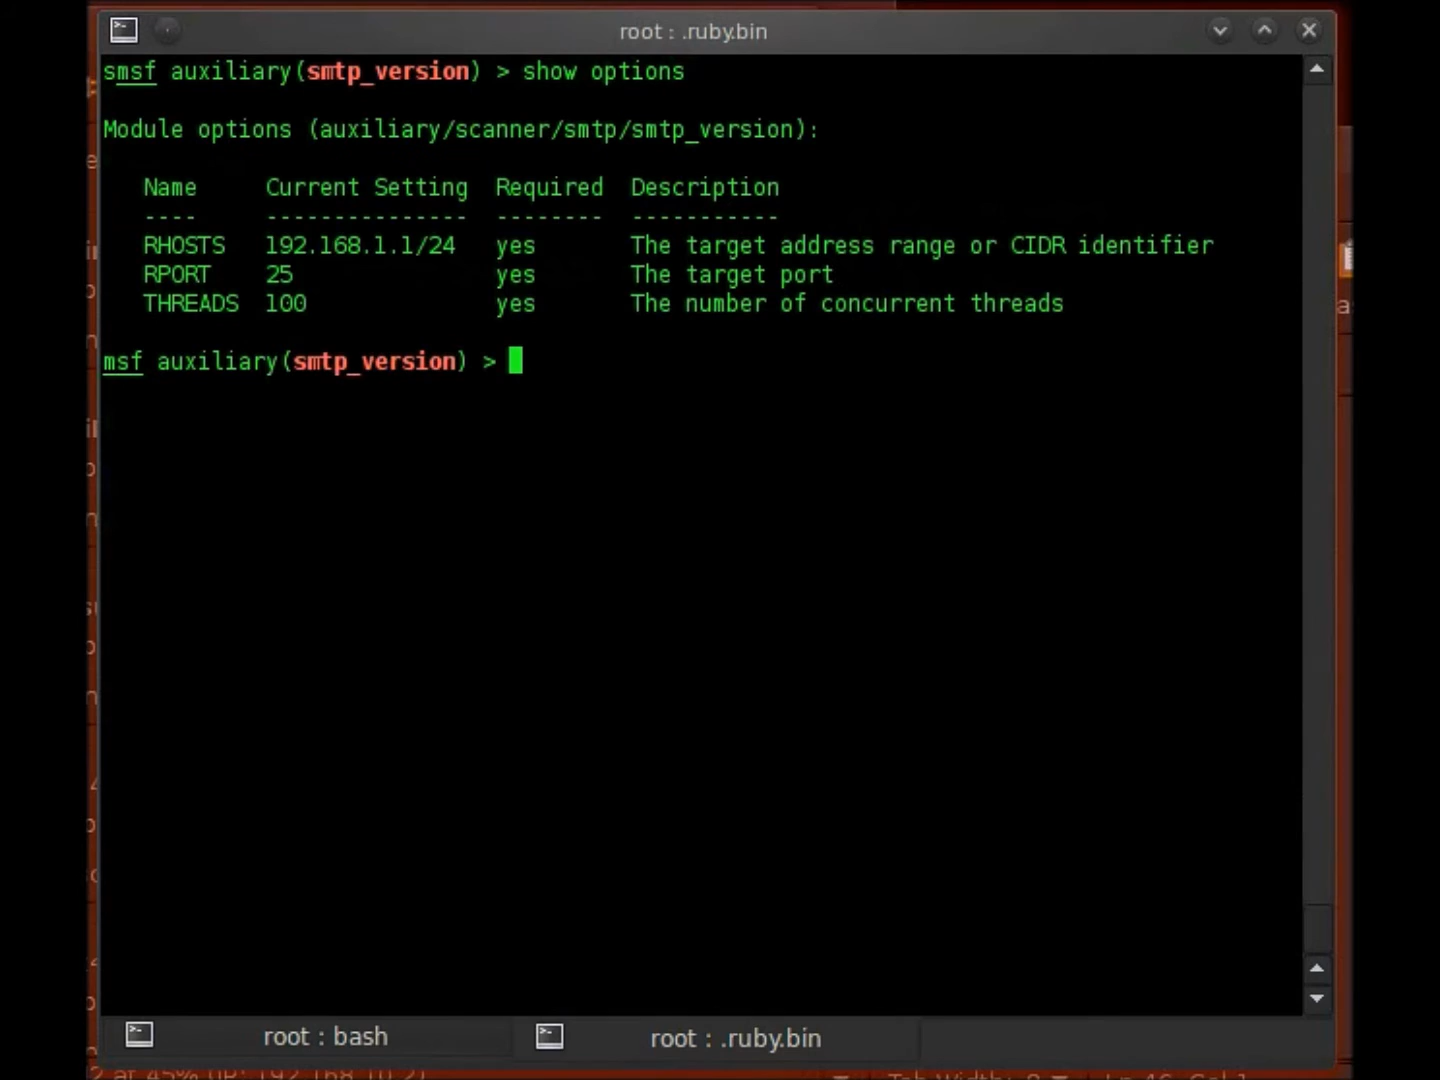 root : .ruby.bin
smsf auxiliary(smtp_version) > show options
Module options (auxiliary/scanner/smtp/smtp_version):
Name Current Setting Required Description
---- --------------- -------- -----------
RHOSTS 192.168.1.1/24 yes The target address range or CIDR identifier
RPORT 25 yes The target port
THREADS 100 yes The number of concurrent threads
msf auxiliary(smtp_version) >
root : bash
root : .ruby.bin